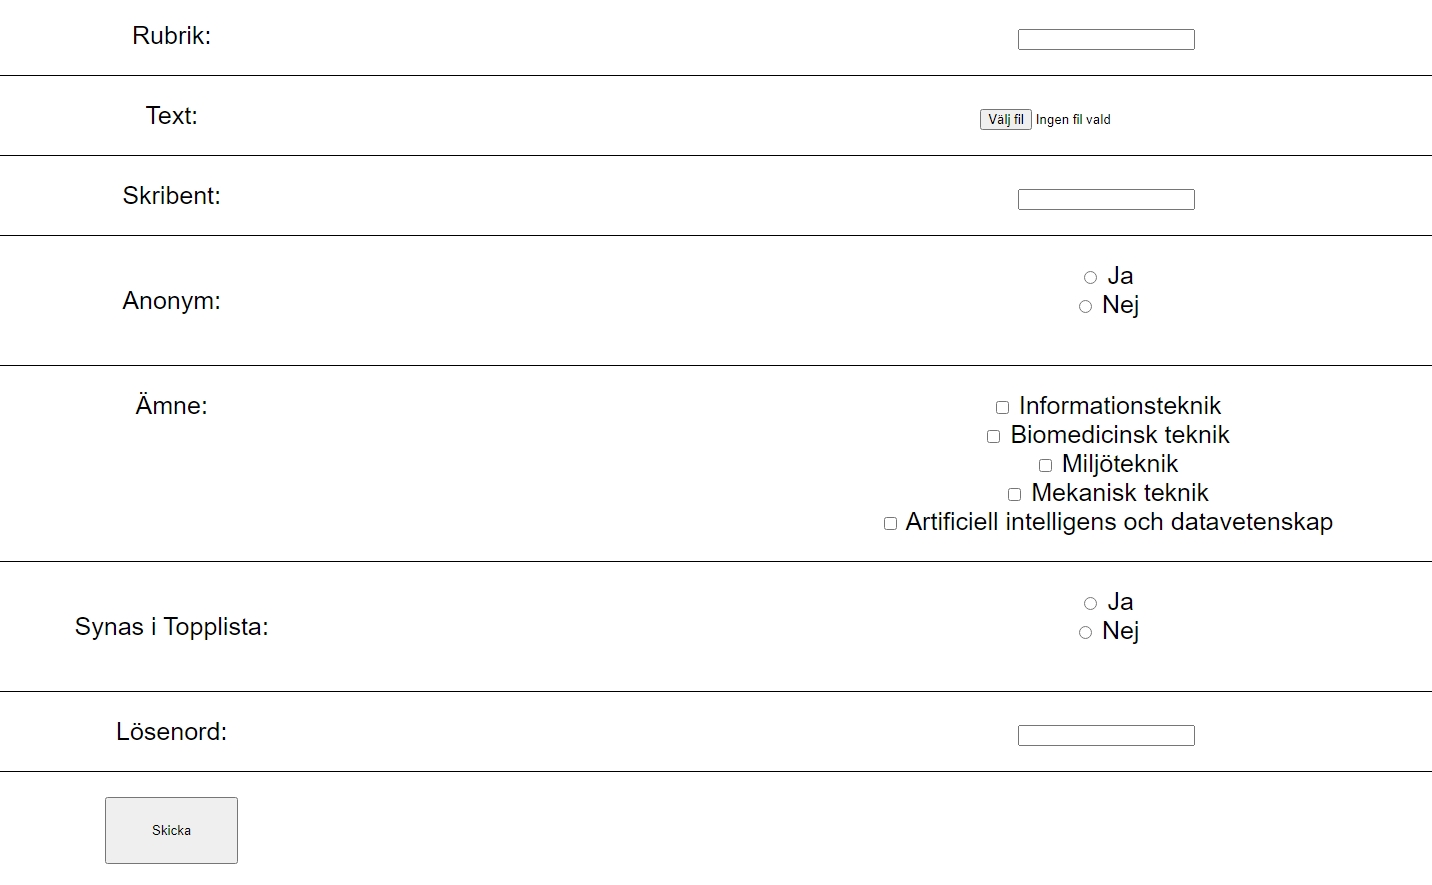 Rubrik:
Text:
Välj fil Ingen fil vald
Skribent:
Anonym:
Ja
Nej
Ämne:
Informationsteknik
Biomedicinsk teknik
Miljöteknik
Mekanisk teknik
Artificiell intelligens och datavetenskap
Synas i Topplista:
Ja
Nej
Lösenord:
Skicka